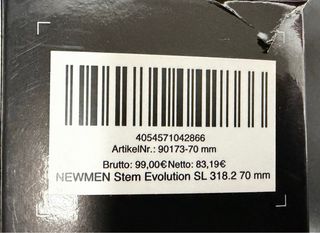 4054571042866
ArtikelNr.: 90173-70 mm
Brutto: 99,00€ Netto: 83,19€
NEWMEN Stem Evolution SL 318.2 70 mm